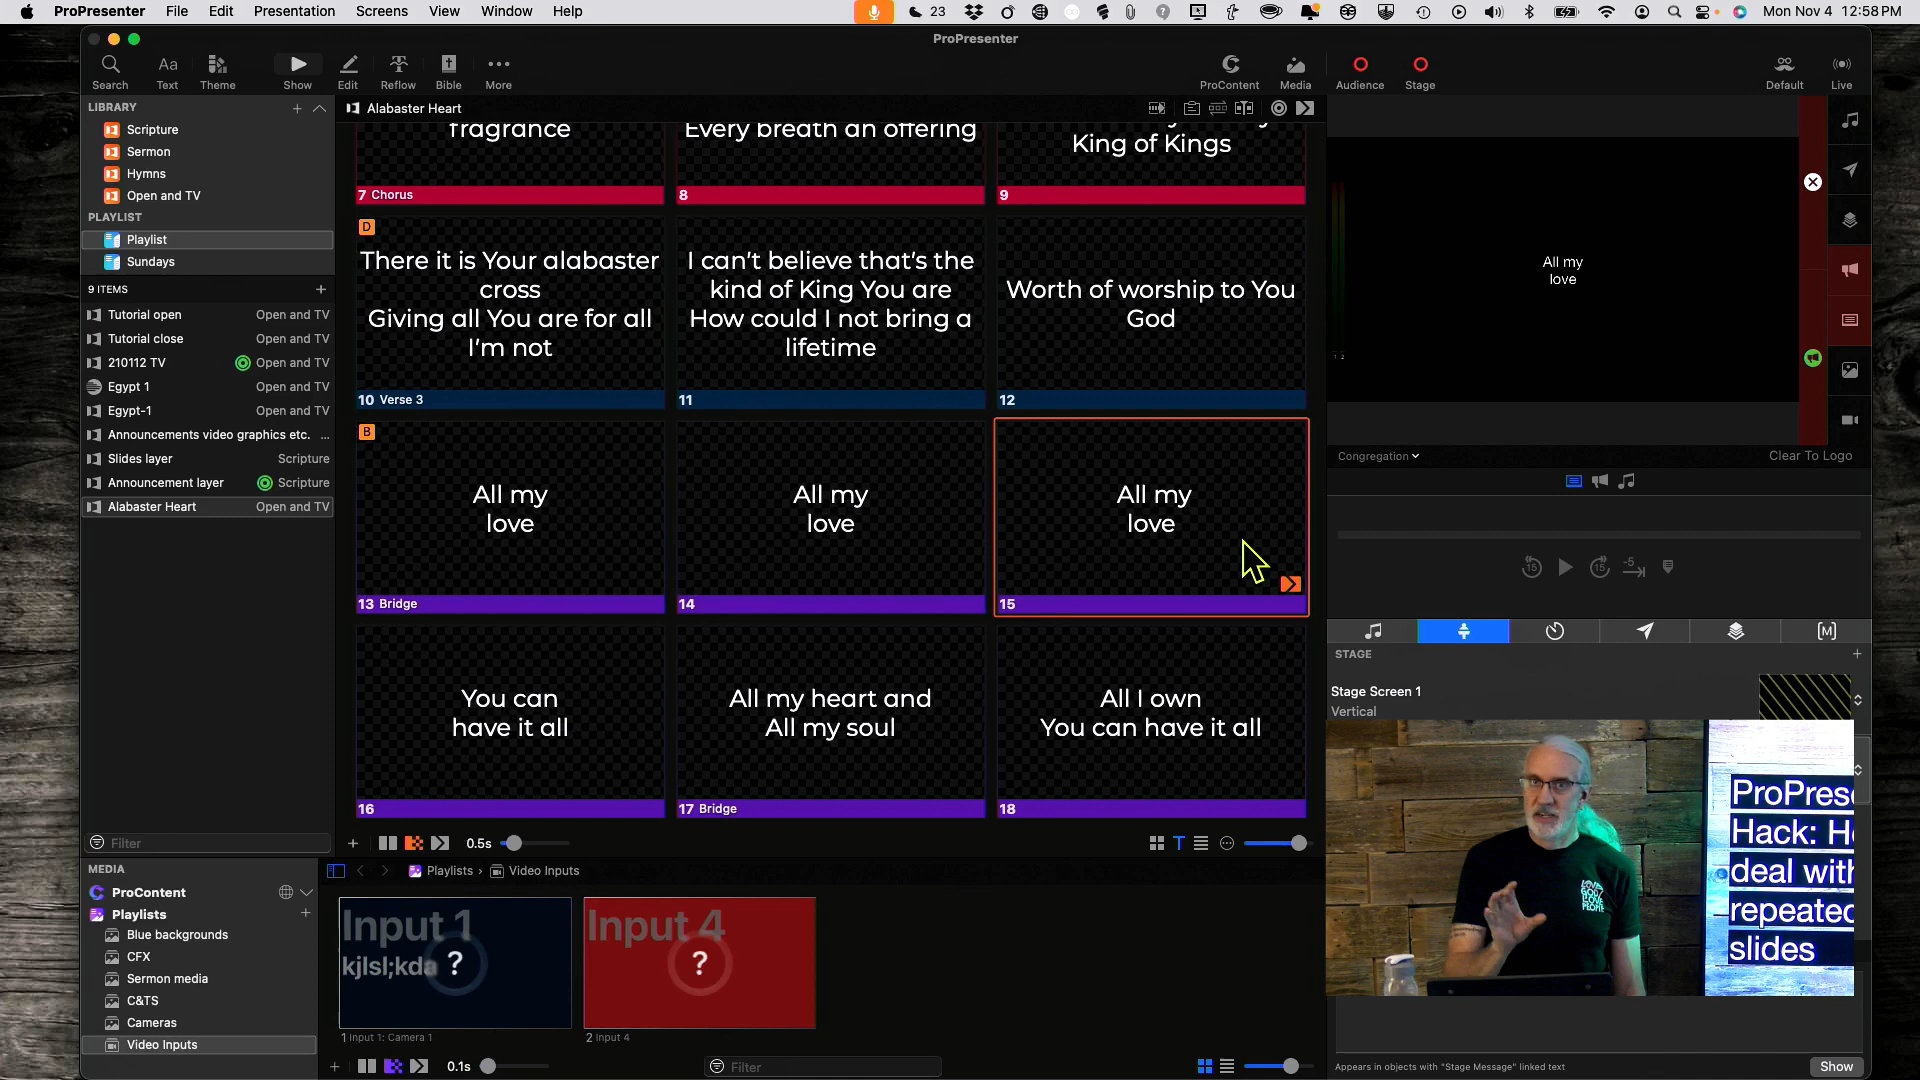 ProPresenter File Edit Presentation Screens View Window Help
23
Mon Nov 4 12:58 PM
ProPresenter
Search Text Theme Show Edit Reflow Bible More
ProContent Media Audience Stage Default Live
LIBRARY
Scripture
Sermon
Hymns
Open and TV
PLAYLIST
Playlist
Sundays
9 ITEMS
Tutorial open Open and TV
Tutorial close Open and TV
210112 TV Open and TV
Egypt 1 Open and TV
Egypt-1 Open and TV
Announcements video graphics etc. ...
Slides layer Scripture
Announcement layer Scripture
Alabaster Heart Open and TV
Filter
Alabaster Heart
fragrance
7 Chorus
Every breath an offering
8
King of Kings
9
D
There it is Your alabaster
cross
Giving all You are for all
I'm not
10 Verse 3
I can't believe that's the
kind of King You are
How could I not bring a
lifetime
11
Worth of worship to You
God
12
B
All my
love
13 Bridge
All my
love
14
All my
love
15
You can
have it all
16
All my heart and
All my soul
17 Bridge
All I own
You can have it all
18
0.5s
All my
love
1 2
Congregation
Clear To Logo
15 15 -5
STAGE
Stage Screen 1
Vertical
LOVE
GOD
LOVE
PEOPLE
ProPrese
Hack: H
deal with
repeated
slides
Appears in objects with "Stage Message" linked text
Show
MEDIA
ProContent
Playlists
Blue backgrounds
CFX
Sermon media
C&TS
Cameras
Video Inputs
Playlists › Video Inputs
Input 1
kjlsl;kda
?
1 Input 1: Camera 1
Input 4
?
2 Input 4
0.1s
Filter